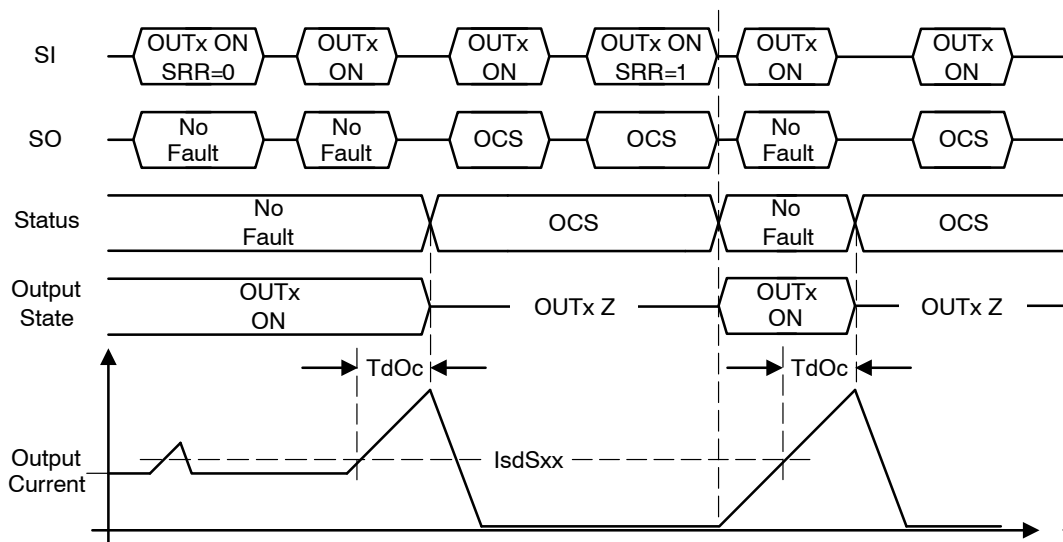 SI
OUTx ON
SRR=0
OUTx
ON
OUTx
ON
OUTx ON
SRR=1
OUTx
ON
OUTx
ON
SO
No
Fault
No
Fault
OCS
OCS
No
Fault
OCS
Status
No
Fault
OCS
No
Fault
OCS
Output
State
OUTx
ON
OUTx Z
OUTx
ON
OUTx Z
TdOc
TdOc
Output
Current
IsdSxx